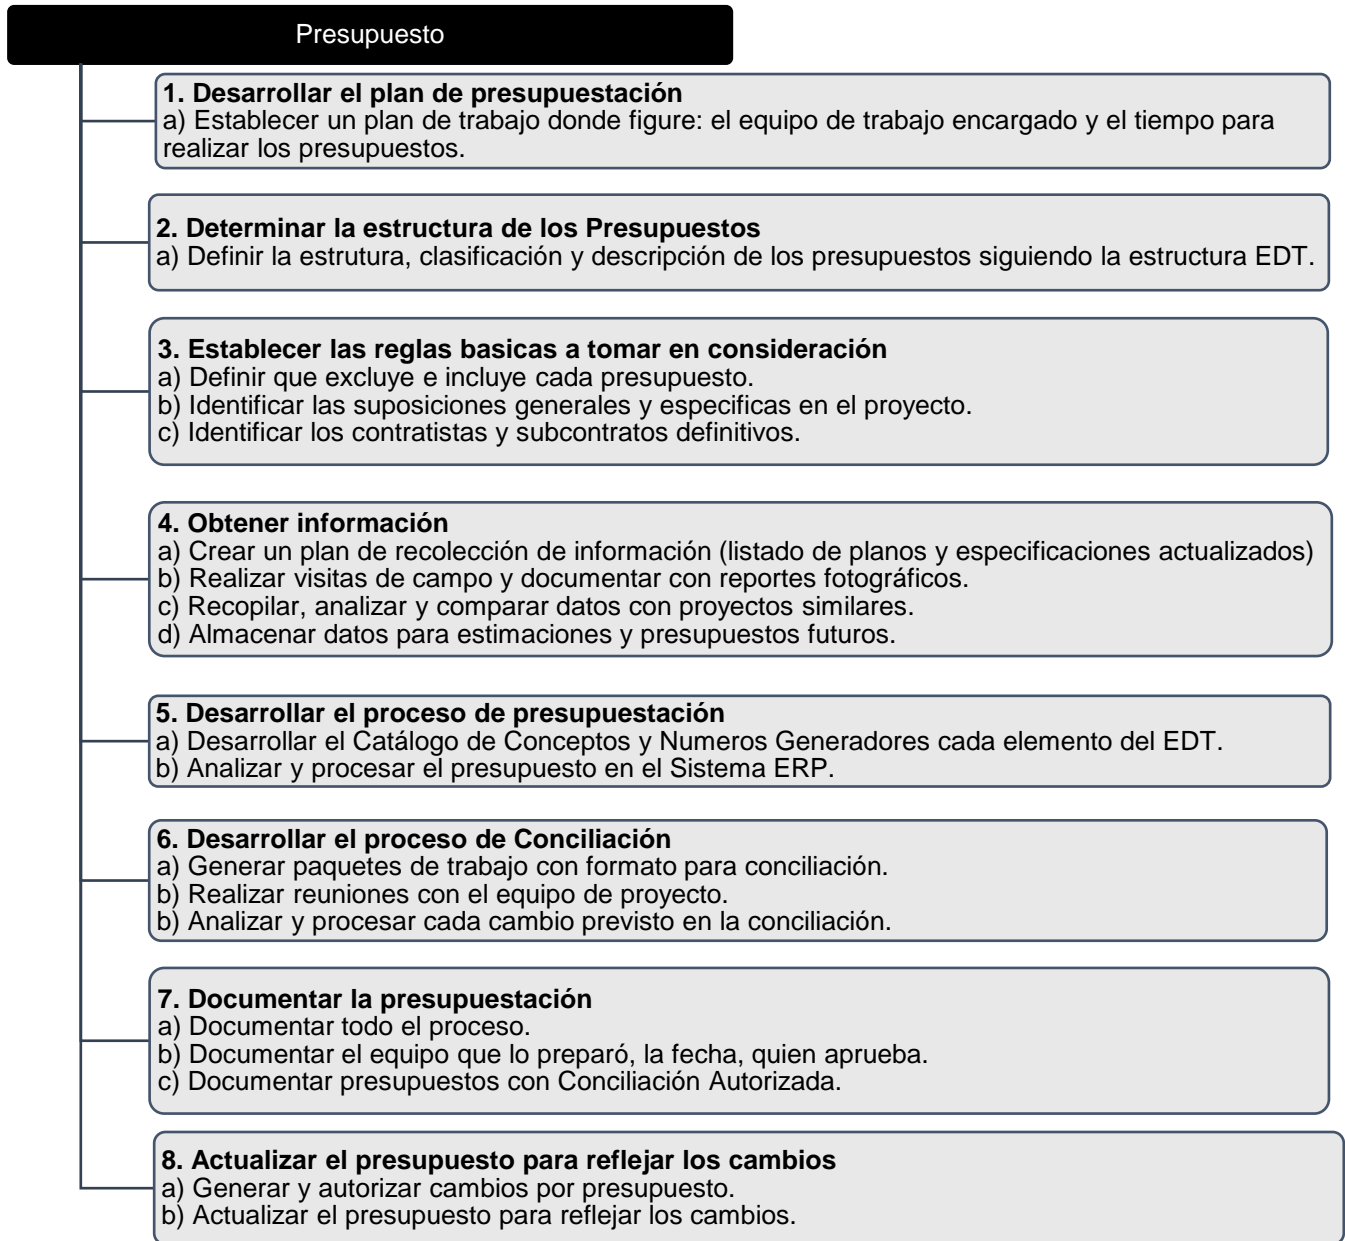 Presupuesto
1. Desarrollar el plan de presupuestación
a) Establecer un plan de trabajo donde figure: el equipo de trabajo encargado y el tiempo para
realizar los presupuestos.
2. Determinar la estructura de los Presupuestos
a) Definir la estrutura, clasificación y descripción de los presupuestos siguiendo la estructura EDT.
3. Establecer las reglas basicas a tomar en consideración
a) Definir que excluye e incluye cada presupuesto.
b) Identificar las suposiciones generales y especificas en el proyecto.
c) Identificar los contratistas y subcontratos definitivos.
4. Obtener información
a) Crear un plan de recolección de información (listado de planos y especificaciones actualizados)
b) Realizar visitas de campo y documentar con reportes fotográficos.
c) Recopilar, analizar y comparar datos con proyectos similares.
d) Almacenar datos para estimaciones y presupuestos futuros.
5. Desarrollar el proceso de presupuestación
a) Desarrollar el Catálogo de Conceptos y Numeros Generadores cada elemento del EDT.
b) Analizar y procesar el presupuesto en el Sistema ERP.
6. Desarrollar el proceso de Conciliación
a) Generar paquetes de trabajo con formato para conciliación.
b) Realizar reuniones con el equipo de proyecto.
b) Analizar y procesar cada cambio previsto en la conciliación.
7. Documentar la presupuestación
a) Documentar todo el proceso.
b) Documentar el equipo que lo preparó, la fecha, quien aprueba.
c) Documentar presupuestos con Conciliación Autorizada.
8. Actualizar el presupuesto para reflejar los cambios
a) Generar y autorizar cambios por presupuesto.
b) Actualizar el presupuesto para reflejar los cambios.